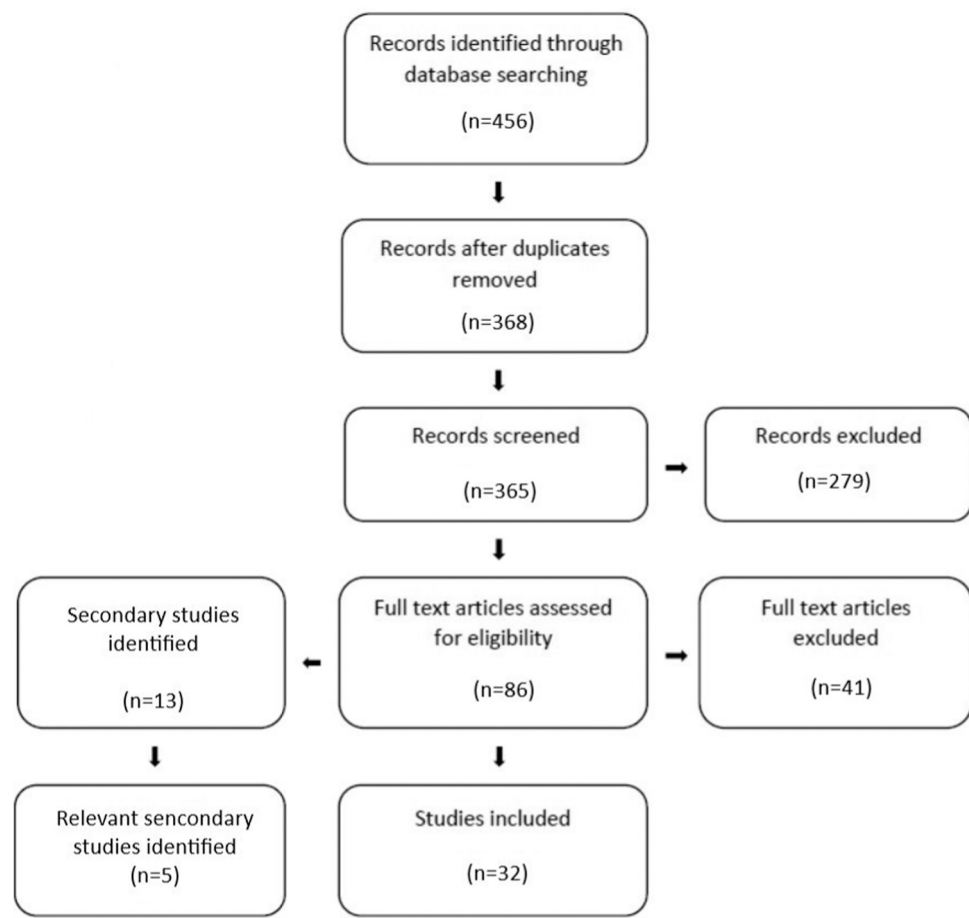 Records identified through
database searching
(n=456)
Records after duplicates
removed
(n=368)
Records screened
(n=365)
Records excluded
(n=279)
Secondary studies
identified
(n=13)
Full text articles assessed
for eligibility
(n=86)
Full text articles
excluded
(n=41)
Relevant sencondary
studies identified
(n=5)
Studies included
(n=32)